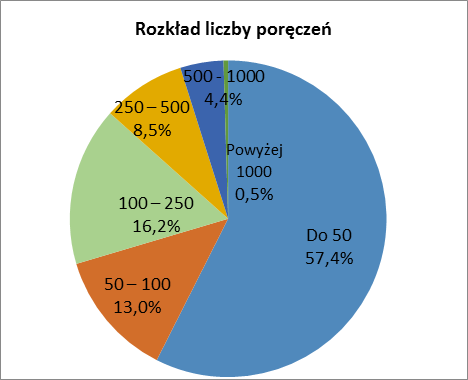 Rozkład liczby poręczeń
500 - 1000
4,4%
250 – 500
8,5%
Powyżej
1000
0,5%
100 – 250
16,2%
Do 50
57,4%
50 – 100
13,0%